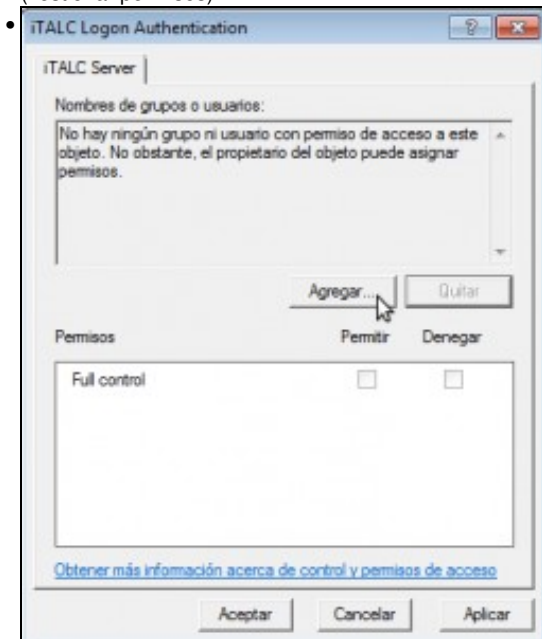 iTALC Logon Authentication
iTALC Server
Nombres de grupos o usuarios:
No hay ningún grupo ni usuario con permiso de acceso a este
objeto. No obstante, el propietario del objeto puede asignar
permisos.
Agregar... Quitar
Permisos Permitir Denegar
Full control
Obtener más información acerca de control y permisos de acceso
Aceptar Cancelar Aplicar